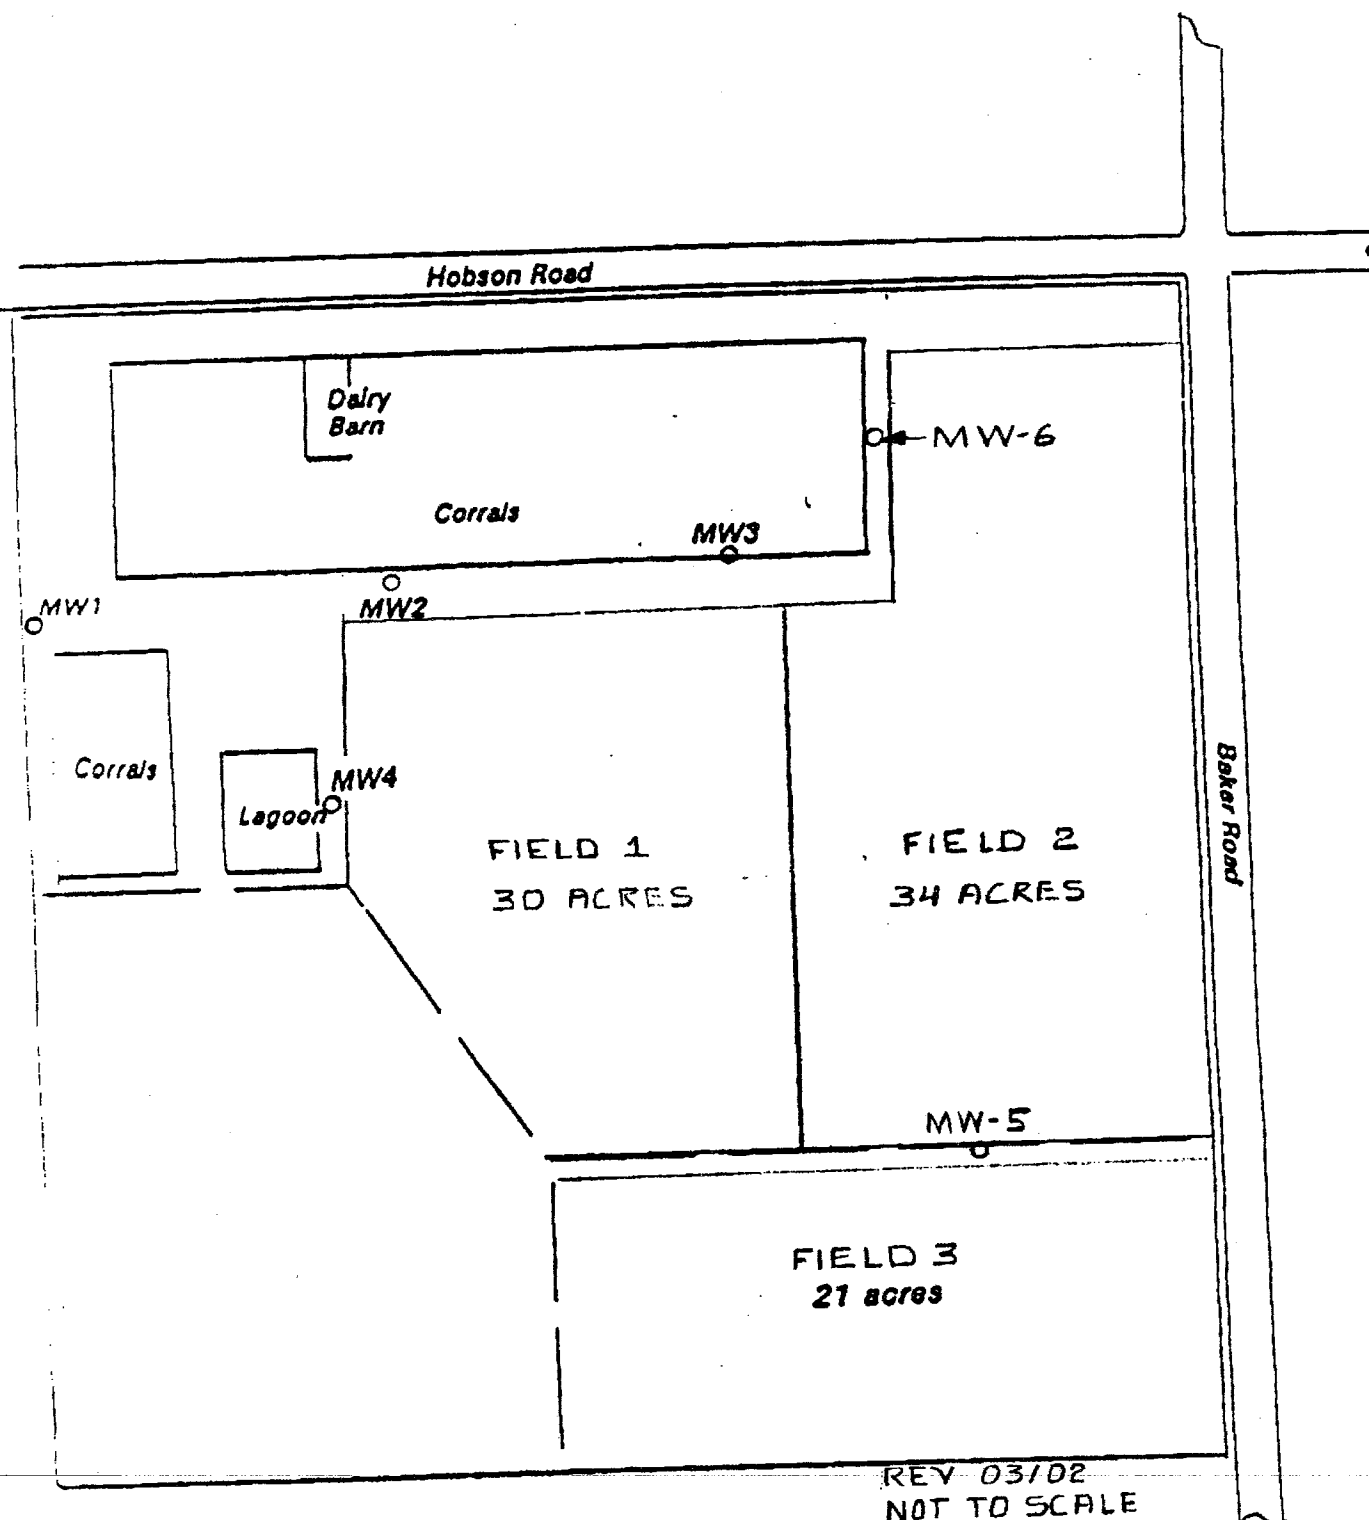 Hobson Road
Dairy
Barn
MW-6
Corrals
MW3
MW1
MW2
Corrals
MW4
Lagoon
Baker Road
FIELD 1
30 ACRES
FIELD 2
34 ACRES
MW-5
FIELD 3
21 acres
REV 03/02
NOT TO SCALE